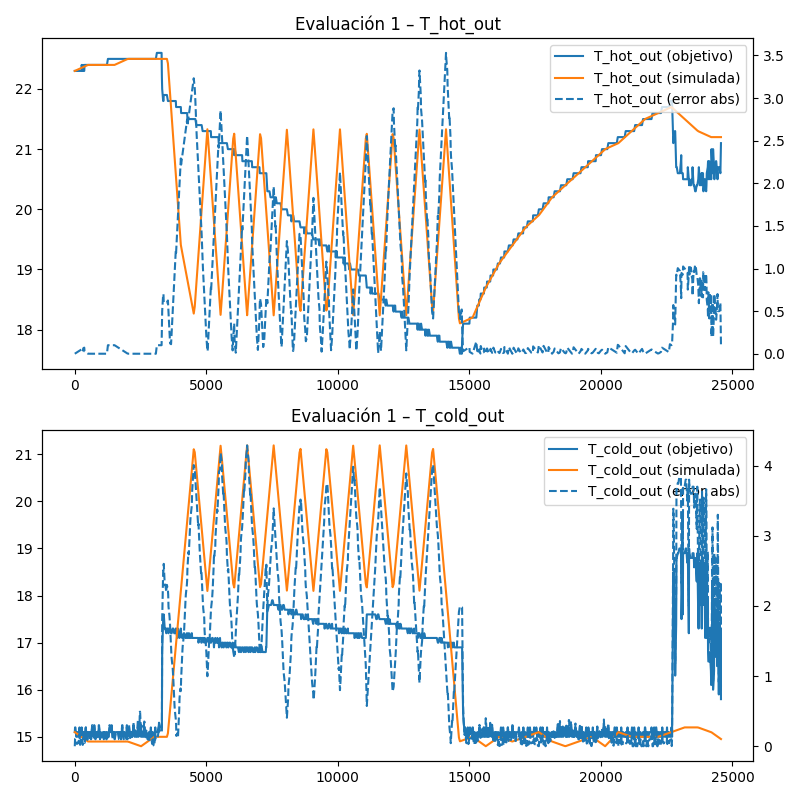 Evaluación 1 – T_hot_out
T_hot_out (objetivo)
T_hot_out (simulada)
T_hot_out (error abs)
22
21
20
19
18
3.5
3.0
2.5
2.0
1.5
1.0
0.5
0.0
0 5000 10000 15000 20000 25000
Evaluación 1 – T_cold_out
T_cold_out (objetivo)
T_cold_out (simulada)
T_cold_out (error abs)
21
20
19
18
17
16
15
4
3
2
1
0
0 5000 10000 15000 20000 25000